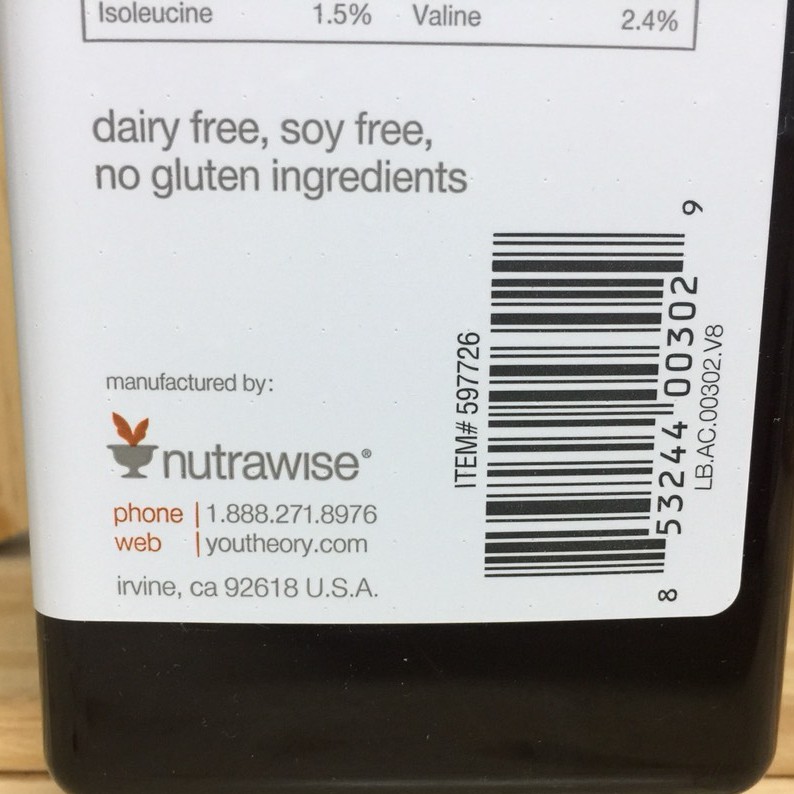 Isoleucine 1.5% Valine 2.4%
dairy free, soy free,
no gluten ingredients
manufactured by:
nutrawise®
phone | 1.888.271.8976
web | youtheory.com
irvine, ca 92618 U.S.A.
ITEM# 597726
8 53244 00302 9
LB.AC.00302.V8